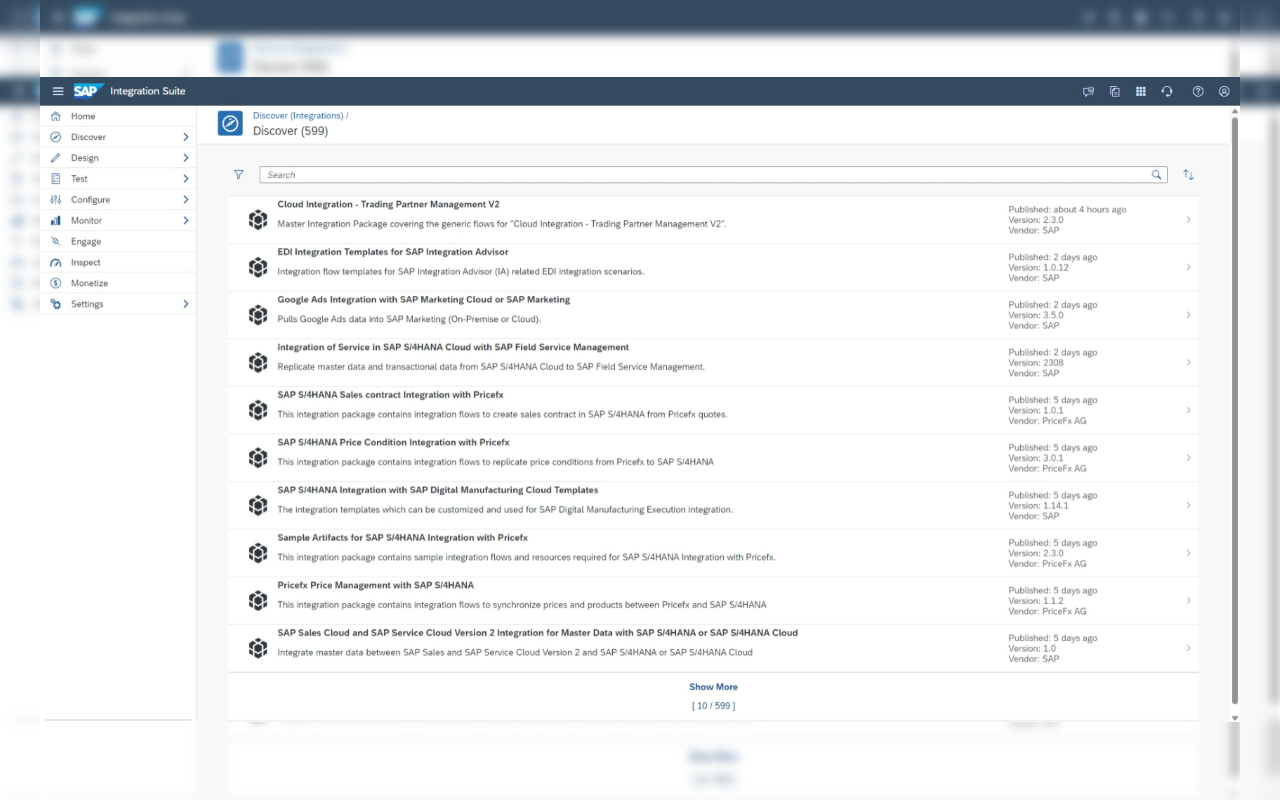 SAP Integration Suite
Home
Discover
Design
Test
Configure
Monitor
Engage
Inspect
Monetize
Settings
Discover (Integrations) /
Discover (599)
Search
Cloud Integration - Trading Partner Management V2
Master Integration Package covering the generic flows for "Cloud Integration - Trading Partner Management V2".
Published: about 4 hours ago
Version: 2.3.0
Vendor: SAP
EDI Integration Templates for SAP Integration Advisor
Integration flow templates for SAP Integration Advisor (IA) related EDI integration scenarios.
Published: 2 days ago
Version: 1.0.12
Vendor: SAP
Google Ads Integration with SAP Marketing Cloud or SAP Marketing
Pulls Google Ads data into SAP Marketing (On-Premise or Cloud).
Published: 2 days ago
Version: 3.5.0
Vendor: SAP
Integration of Service in SAP S/4HANA Cloud with SAP Field Service Management
Replicate master data and transactional data from SAP S/4HANA Cloud to SAP Field Service Management.
Published: 2 days ago
Version: 2308
Vendor: SAP
SAP S/4HANA Sales contract Integration with Pricefx
This integration package contains integration flows to create sales contract in SAP S/4HANA from Pricefx quotes.
Published: 5 days ago
Version: 1.0.1
Vendor: PriceFx AG
SAP S/4HANA Price Condition Integration with Pricefx
This integration package contains integration flows to replicate price conditions from Pricefx to SAP S/4HANA
Published: 5 days ago
Version: 3.0.1
Vendor: PriceFx AG
SAP S/4HANA Integration with SAP Digital Manufacturing Cloud Templates
The integration templates which can be customized and used for SAP Digital Manufacturing Execution integration.
Published: 5 days ago
Version: 1.14.1
Vendor: SAP
Sample Artifacts for SAP S/4HANA Integration with Pricefx
This integration package contains sample integration flows and resources required for SAP S/4HANA Integration with Pricefx.
Published: 5 days ago
Version: 2.3.0
Vendor: PriceFx AG
Pricefx Price Management with SAP S/4HANA
This integration package contains integration flows to synchronize prices and products between Pricefx and SAP S/4HANA
Published: 5 days ago
Version: 1.1.2
Vendor: PriceFx AG
SAP Sales Cloud and SAP Service Cloud Version 2 Integration for Master Data with SAP S/4HANA or SAP S/4HANA Cloud
Integrate master data between SAP Sales and SAP Service Cloud Version 2 and SAP S/4HANA or SAP S/4HANA Cloud
Published: 5 days ago
Version: 1.0
Vendor: SAP
Show More
[ 10 / 599 ]